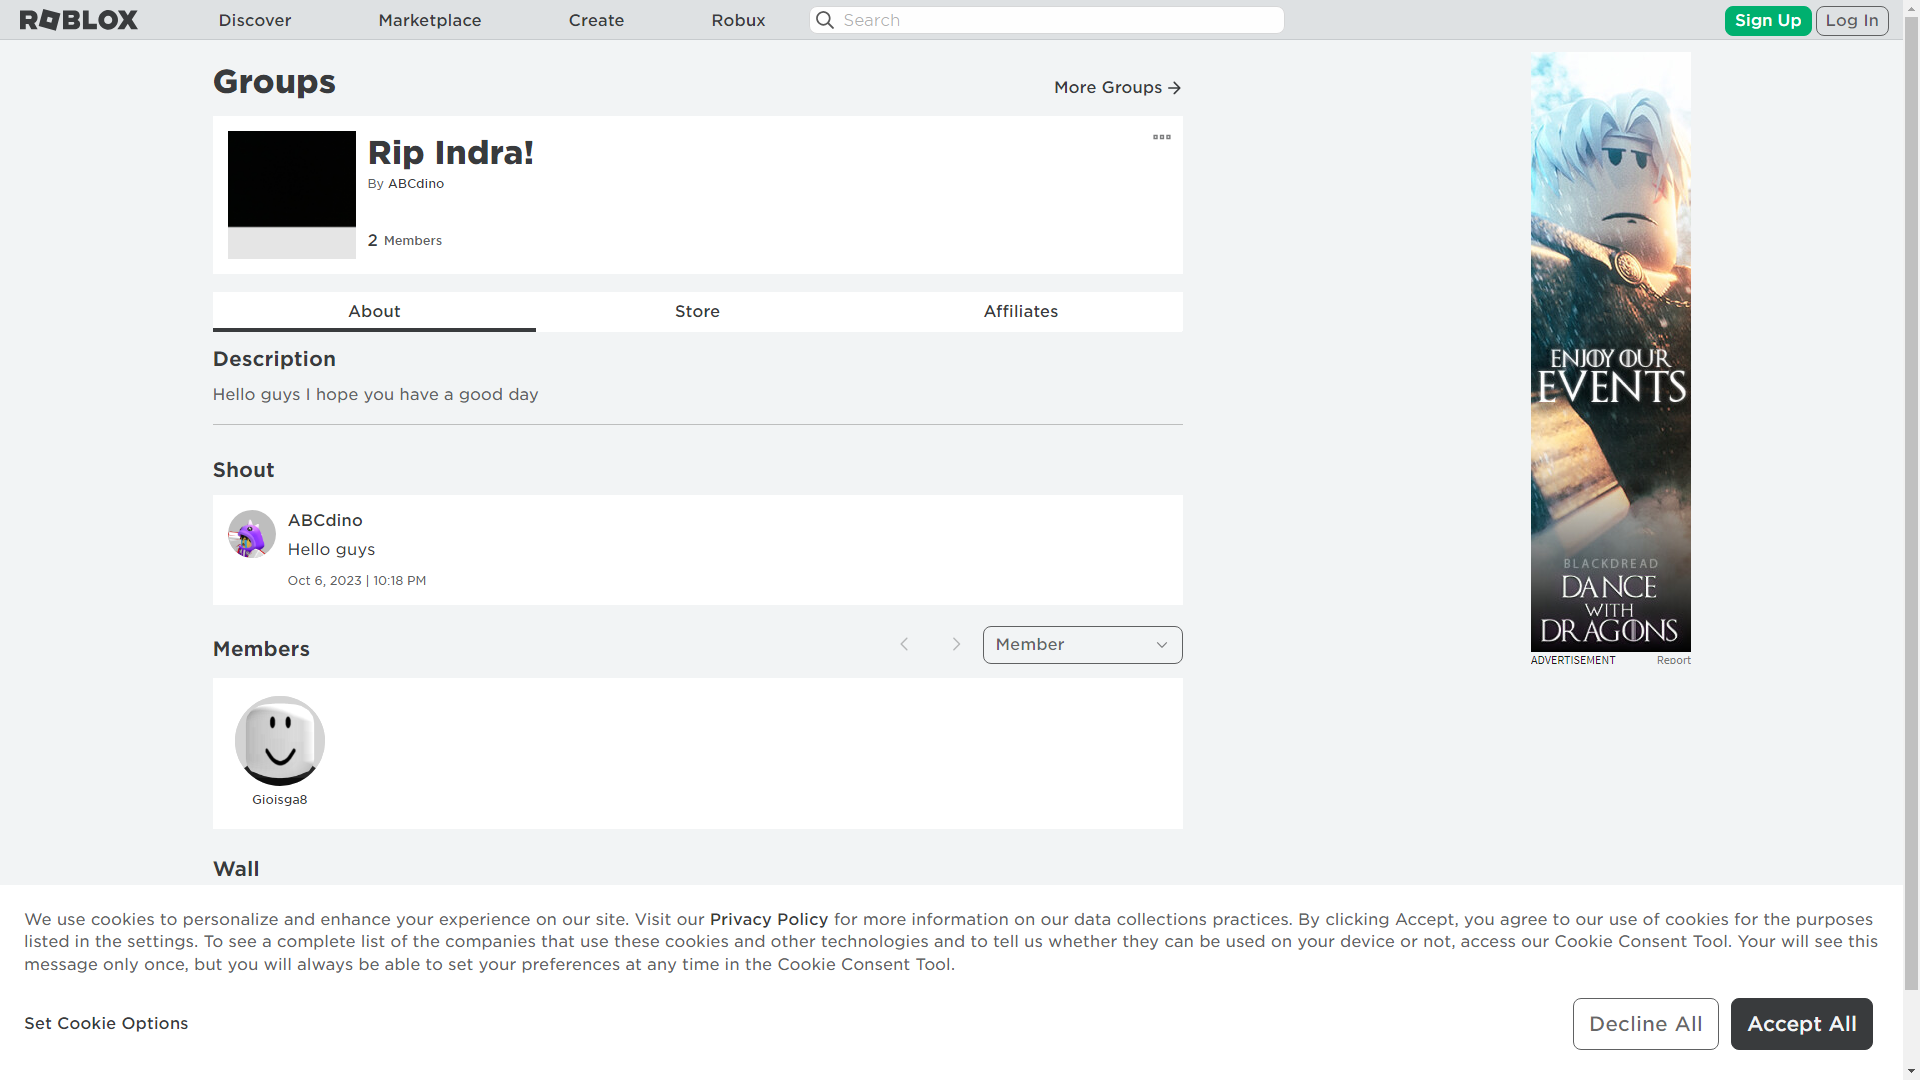 ROBLOX
Discover
Marketplace
Create
Robux
Search
Sign Up
Log In
Groups
More Groups
Rip Indra!
By ABCdino
2 Members
About
Store
Affiliates
Description
Hello guys I hope you have a good day
Shout
ABCdino
Hello guys
Oct 6, 2023 | 10:18 PM
Members
Member
Gioisga8
Wall
ENJOY OUR
EVENTS
BLACKDREAD
DANCE
WITH
DRAGONS
ADVERTISEMENT
Report
We use cookies to personalize and enhance your experience on our site. Visit our Privacy Policy for more information on our data collections practices. By clicking Accept, you agree to our use of cookies for the purposes
listed in the settings. To see a complete list of the companies that use these cookies and other technologies and to tell us whether they can be used on your device or not, access our Cookie Consent Tool. Your will see this
message only once, but you will always be able to set your preferences at any time in the Cookie Consent Tool.
Set Cookie Options
Decline All
Accept All